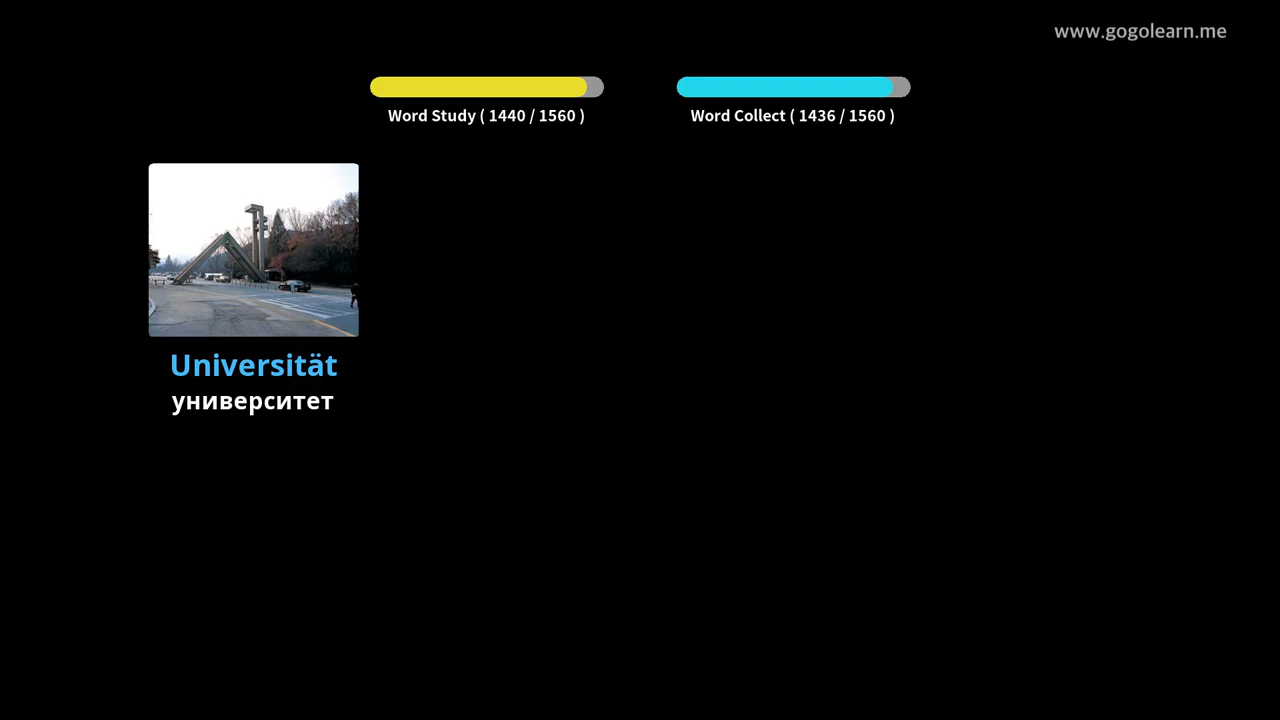 www.gogolearn.me
Word Study ( 1440 / 1560 )
Word Collect ( 1436 / 1560 )
Universität
университет